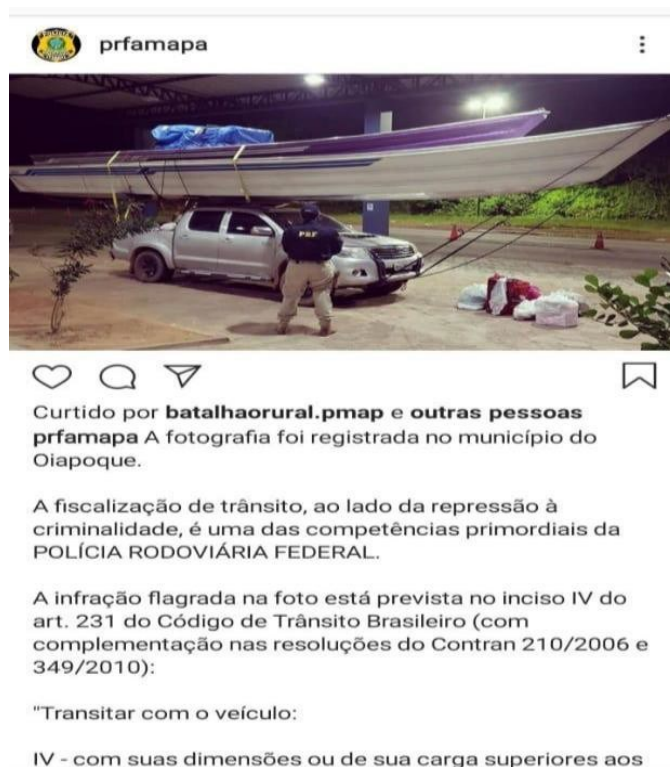 prfamapa
PRF
Curtido por batalhaorural.pmap e outras pessoas
prfamapa A fotografia foi registrada no município do
Oiapoque.
A fiscalização de trânsito, ao lado da repressão à
criminalidade, é uma das competências primordiais da
POLÍCIA RODOVIÁRIA FEDERAL.
A infração flagrada na foto está prevista no inciso IV do
art. 231 do Código de Trânsito Brasileiro (com
complementação nas resoluções do Contran 210/2006 e
349/2010):
"Transitar com o veículo:
IV - com suas dimensões ou de sua carga superiores aos